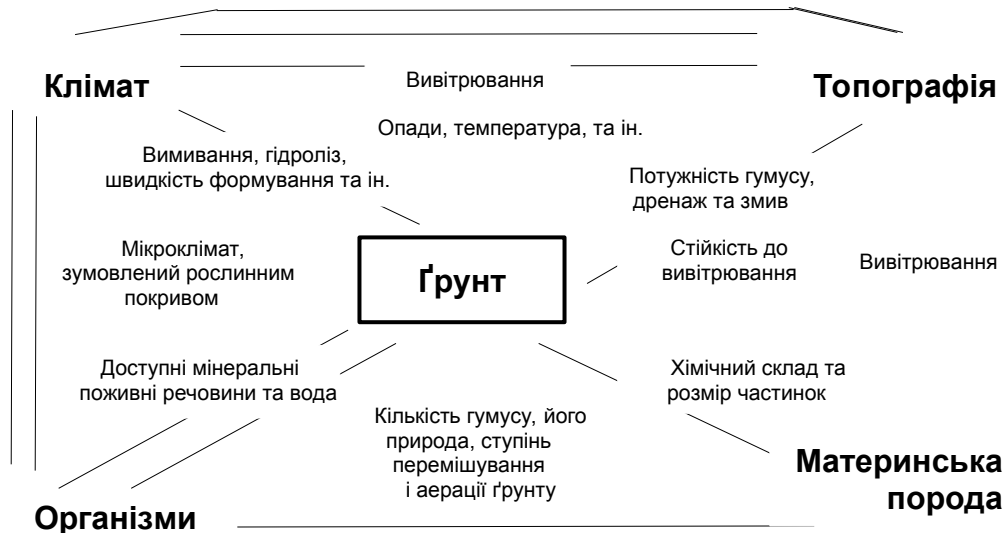 Клімат
Вивітрювання
Топографія
Опади, температура, та ін.
Вимивання, гідроліз,
швидкість формування та ін.
Потужність гумусу,
дренаж та змив
Мікроклімат,
зумовлений рослинним
покривом
Ґрунт
Стійкість до
вивітрювання
Вивітрювання
Доступні мінеральні
поживні речовини та вода
Хімічний склад та
розмір частинок
Кількість гумусу, його
природа, ступінь
перемішування
і аерації ґрунту
Материнська
порода
Організми